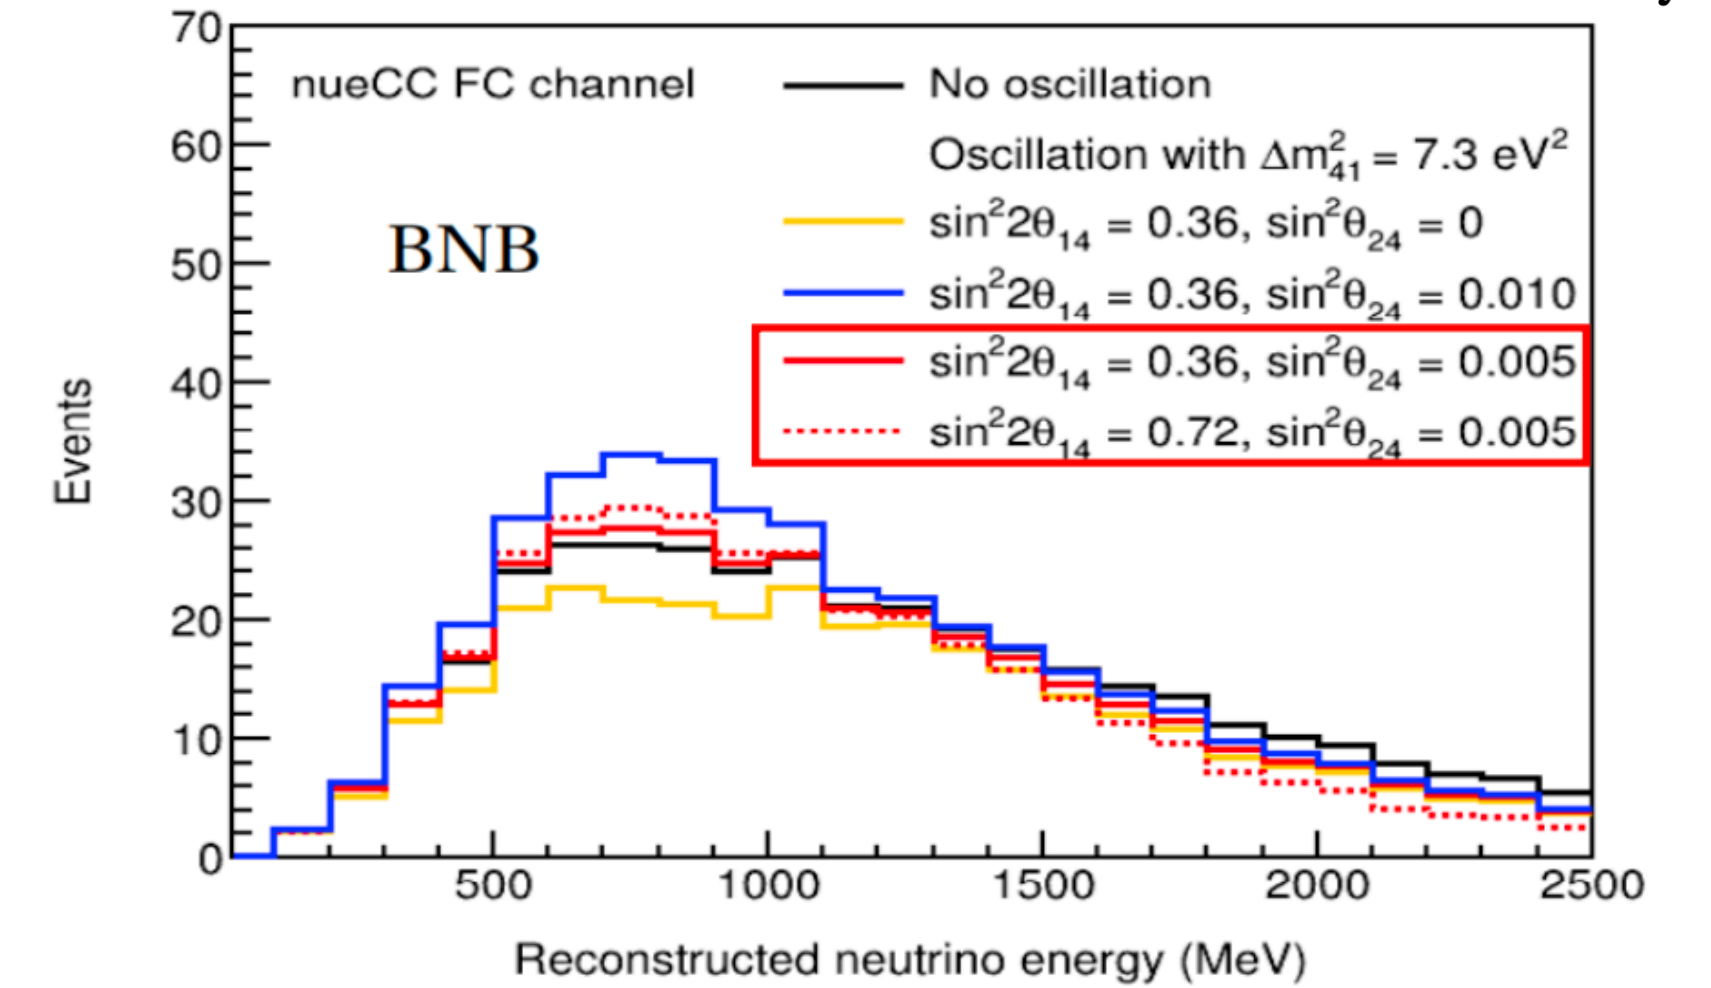 70
nueCC FC channel
No oscillation
60
Oscillation with Δm²₄₁ = 7.3 eV²
sin²2θ₁₄ = 0.36, sin²θ₂₄ = 0
BNB
50
sin²2θ₁₄ = 0.36, sin²θ₂₄ = 0.010
sin²2θ₁₄ = 0.36, sin²θ₂₄ = 0.005
40
sin²2θ₁₄ = 0.72, sin²θ₂₄ = 0.005
Events
30
20
10
0
500 1000 1500 2000 2500
Reconstructed neutrino energy (MeV)